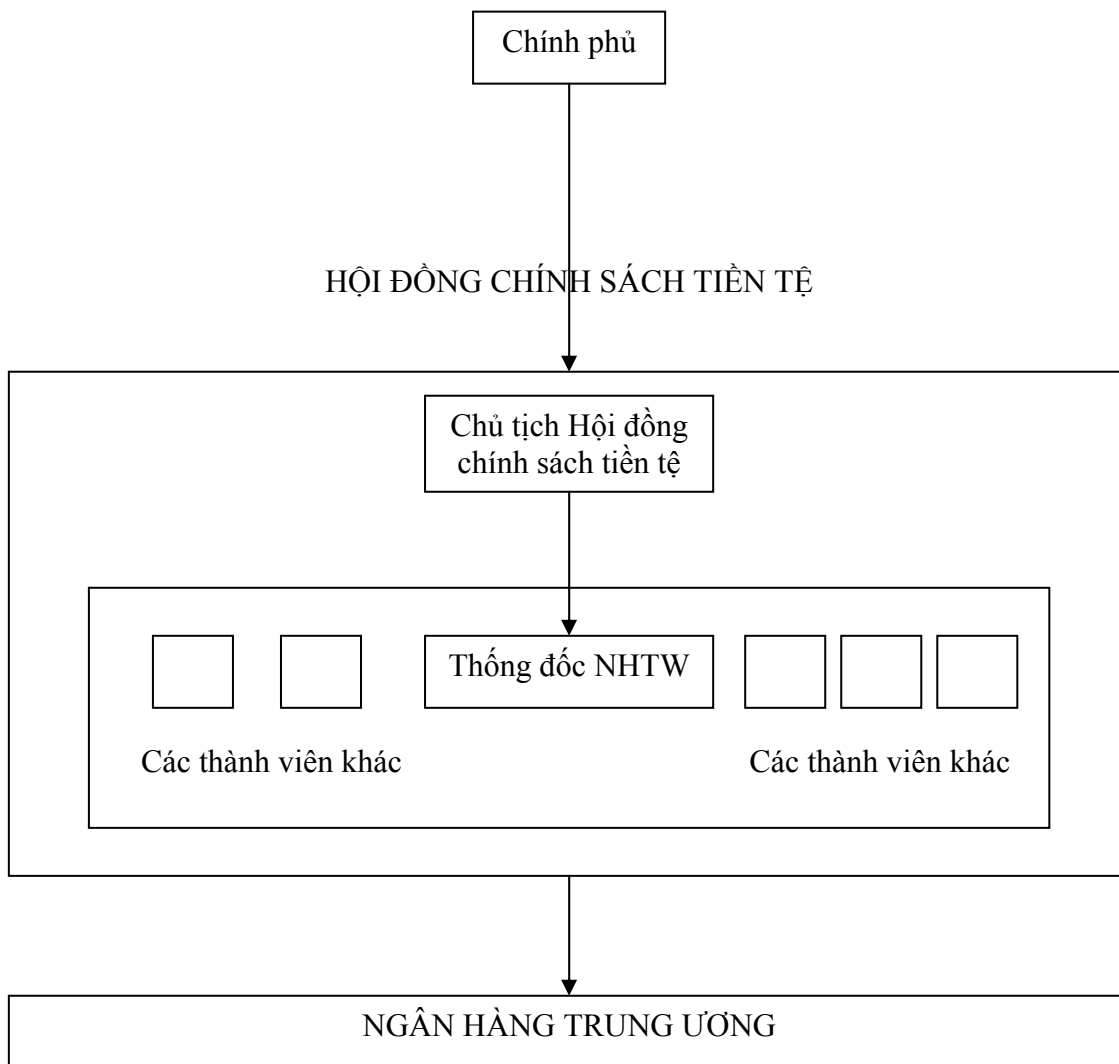 Chính phủ
HỘI ĐỒNG CHÍNH SÁCH TIỀN TỆ
Chủ tịch Hội đồng
chính sách tiền tệ
Thống đốc NHTW
Các thành viên khác
Các thành viên khác
NGÂN HÀNG TRUNG ƯƠNG